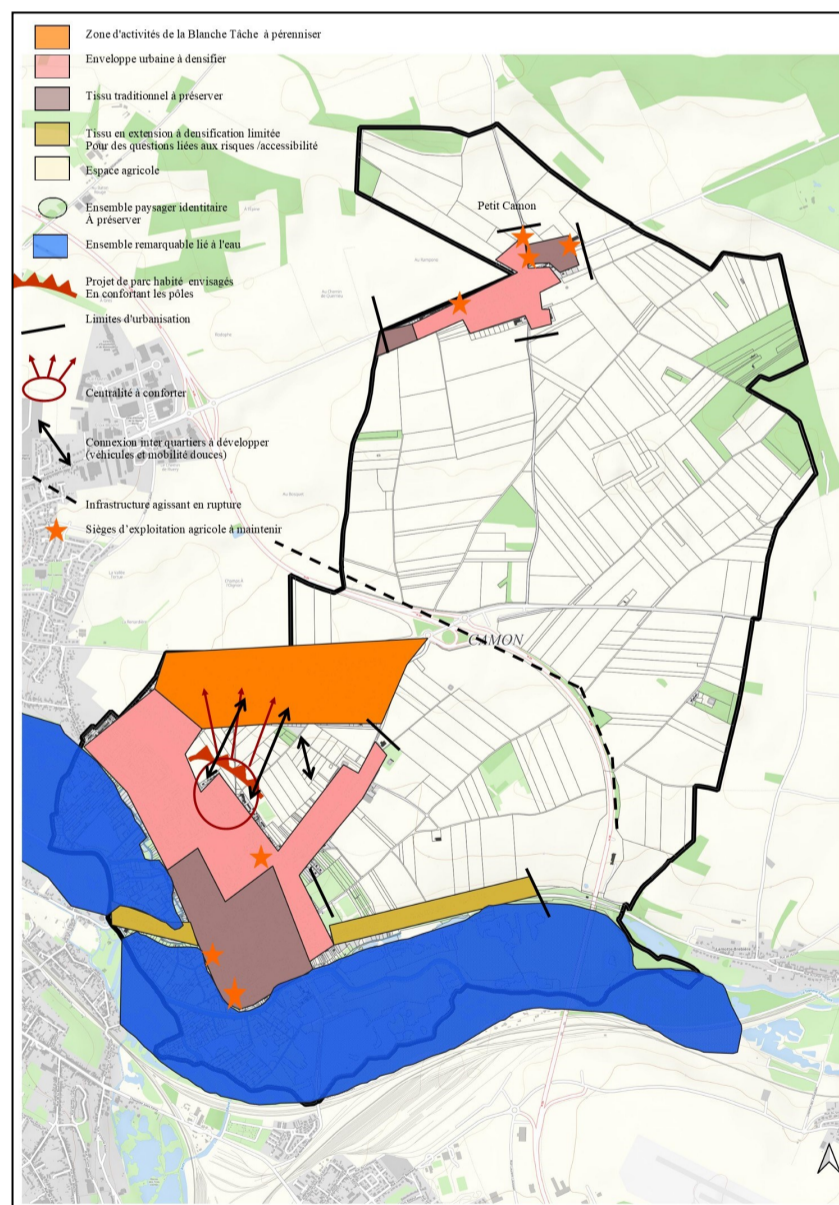 Zone d'activités de la Blanche Tâche à pérenniser
Enveloppe urbaine à densifier
Tissu traditionnel à préserver
Tissu en extension à densification limitée
Pour des questions liées aux risques /accessibilité
Espace agricole
Ensemble paysager identitaire
À préserver
Ensemble remarquable lié à l'eau
Projet de parc habité envisagés
En confortant les pôles
Limites d'urbanisation
Centralité à conforter
Connexion inter quartiers à développer
(véhicules et mobilité douces)
Infrastructure agissant en rupture
Sièges d'exploitation agricole à maintenir
Petit Camon
CAMON